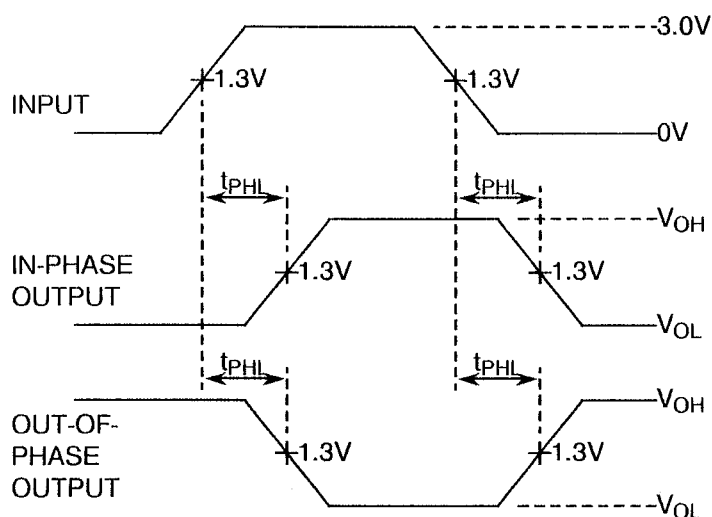 3.0V
1.3V
1.3V
INPUT
0V
tPHL
tPHL
VOH
IN-PHASE
OUTPUT
1.3V
1.3V
VOL
tPHL
tPHL
VOH
OUT-OF-
PHASE
OUTPUT
1.3V
1.3V
VOL